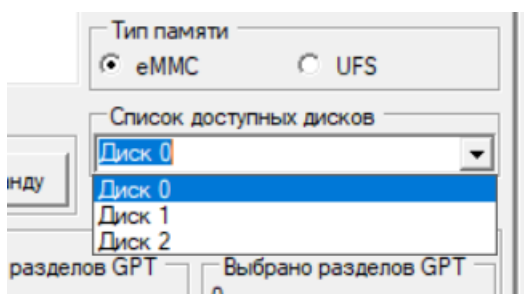 Тип памяти
eMMC UFS
Список доступных дисков
Диск 0
нду
Диск 0
Диск 1
Диск 2
разделов GPT Выбрано разделов GPT